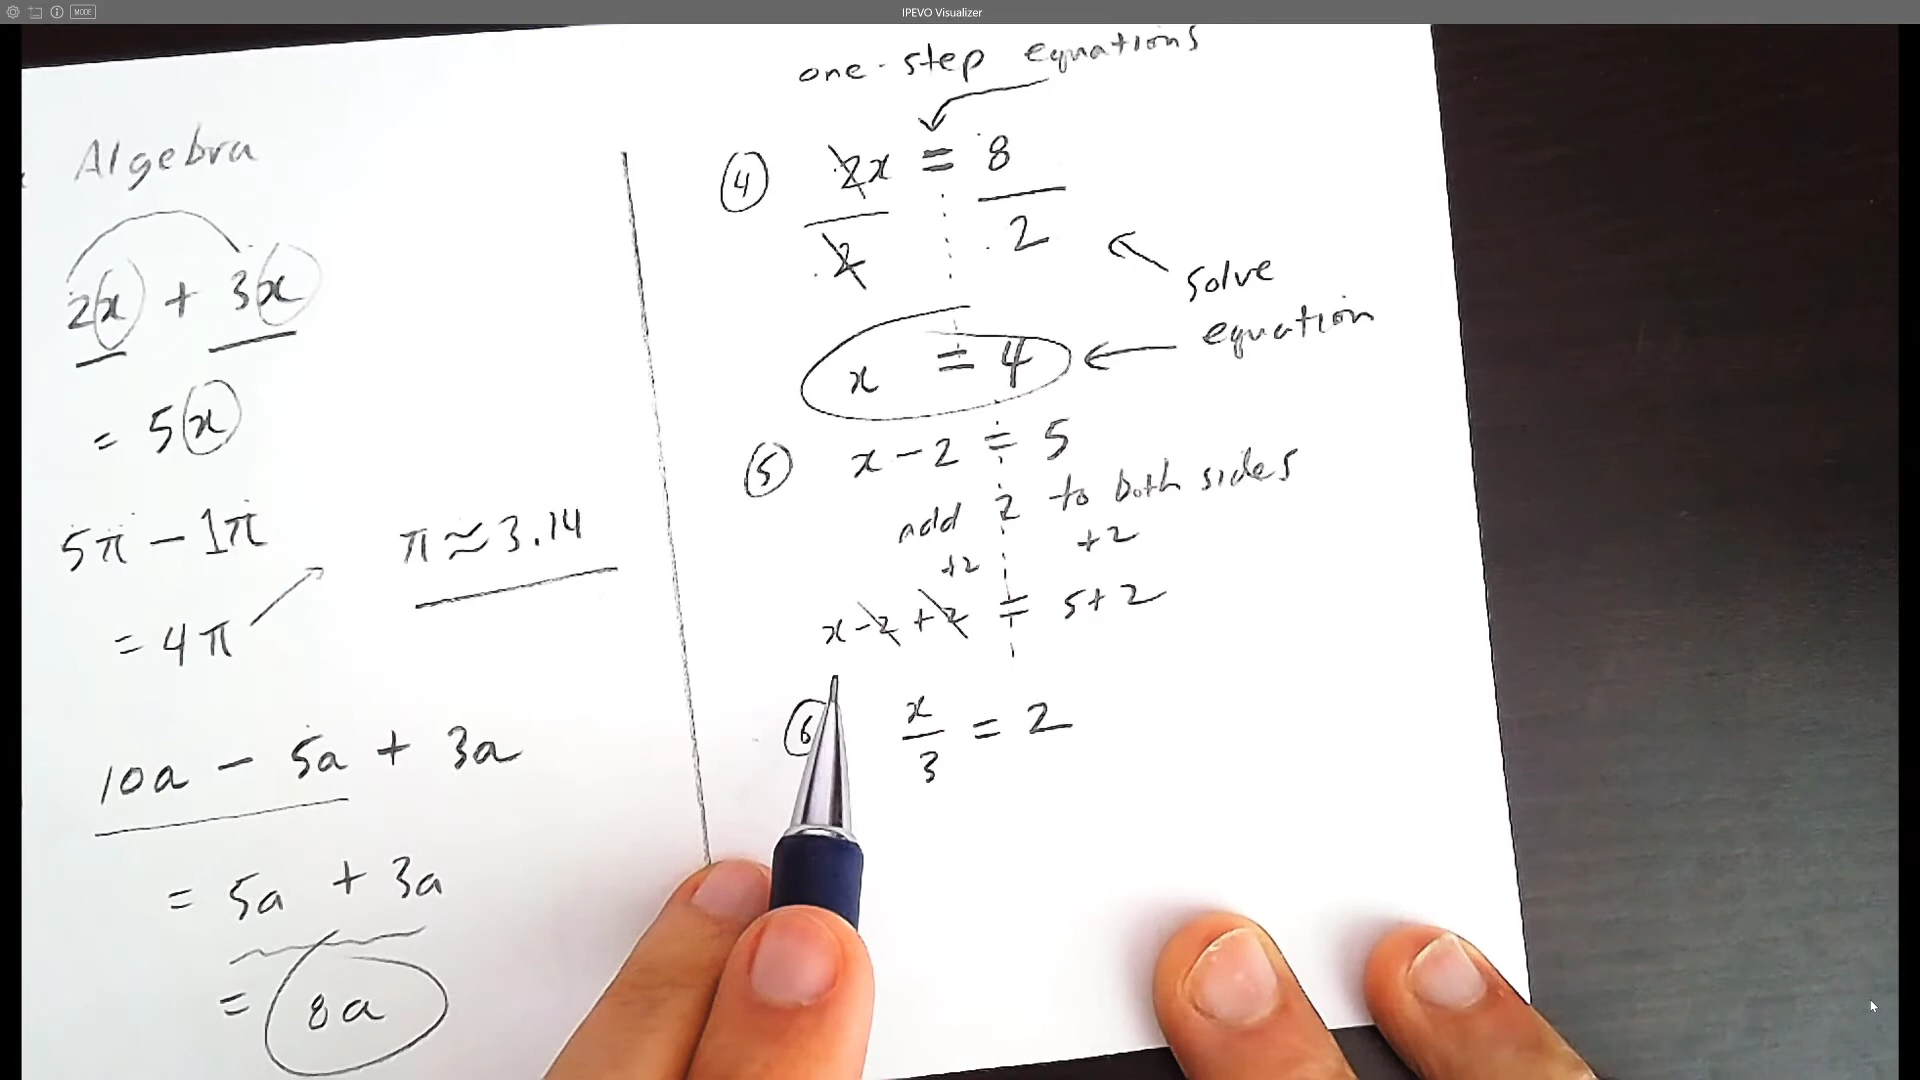 MODE
IPEVO Visualizer
Algebra
2x + 3x
= 5x
5π - 1π
= 4π
π ≈ 3.14
10a - 5a + 3a
= 5a + 3a
= 8a
one-step equations
④ 2x = 8
2 2
x = 4
solve
equation
⑤ x - 2 = 5
add 2 to both sides
+2 +2
x - 2 + 2 = 5 + 2
⑥ x/3 = 2